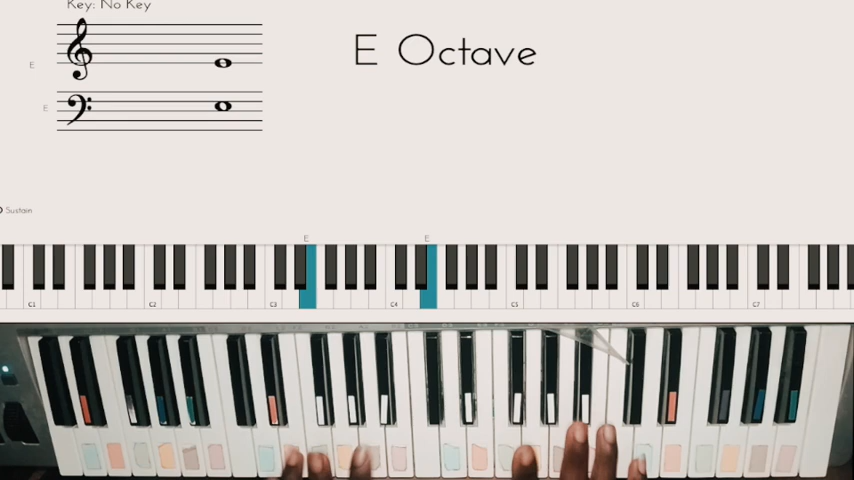 Key: No Key
E Octave
E
E
Sustain
E E
C1 C2 C3 C4 C5 C6 C7